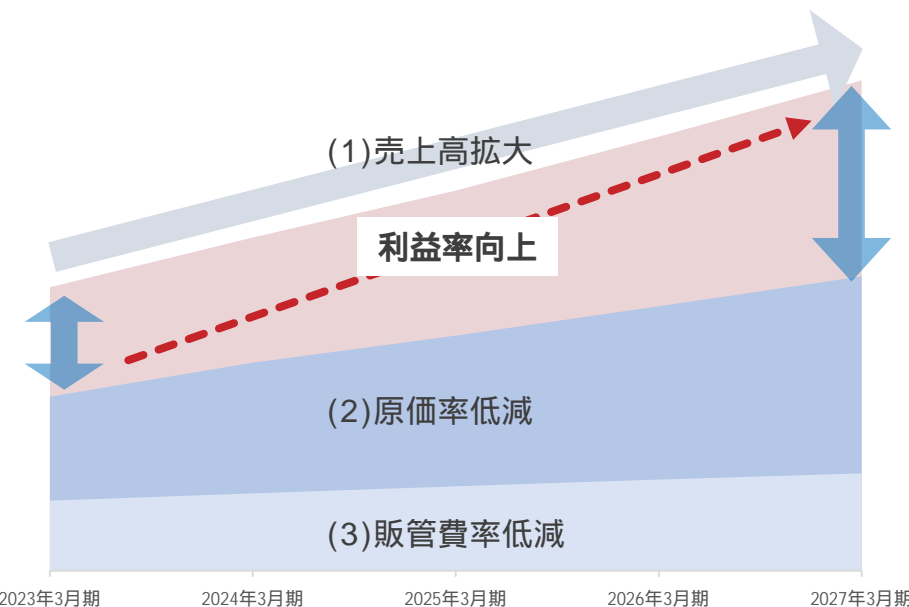 (1)売上高拡大
利益率向上
(2)原価率低減
(3)販管費率低減
2023年3月期
2024年3月期
2025年3月期
2026年3月期
2027年3月期